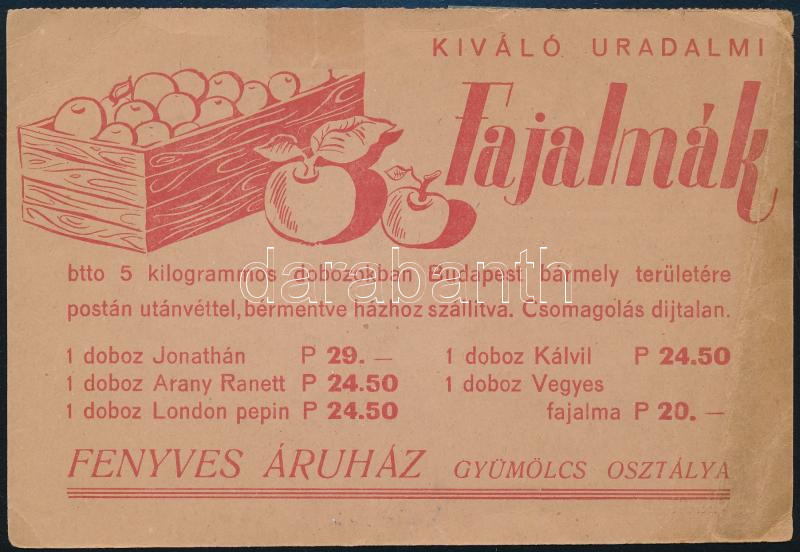 KIVÁLÓ URADALMI
Fajalmák
btto 5 kilogrammos dobozokban Budapest bármely területére
postán utánvéttel, bérmentve házhoz szállítva. Csomagolás dijtalan.
1 doboz Jonathán P 29.—
1 doboz Arany Ranett P 24.50
1 doboz London pepin P 24.50
1 doboz Kálvil P 24.50
1 doboz Vegyes
fajalma P 20.—
FENYVES ÁRUHÁZ GYÜMÖLCS OSZTÁLYA
darabanth